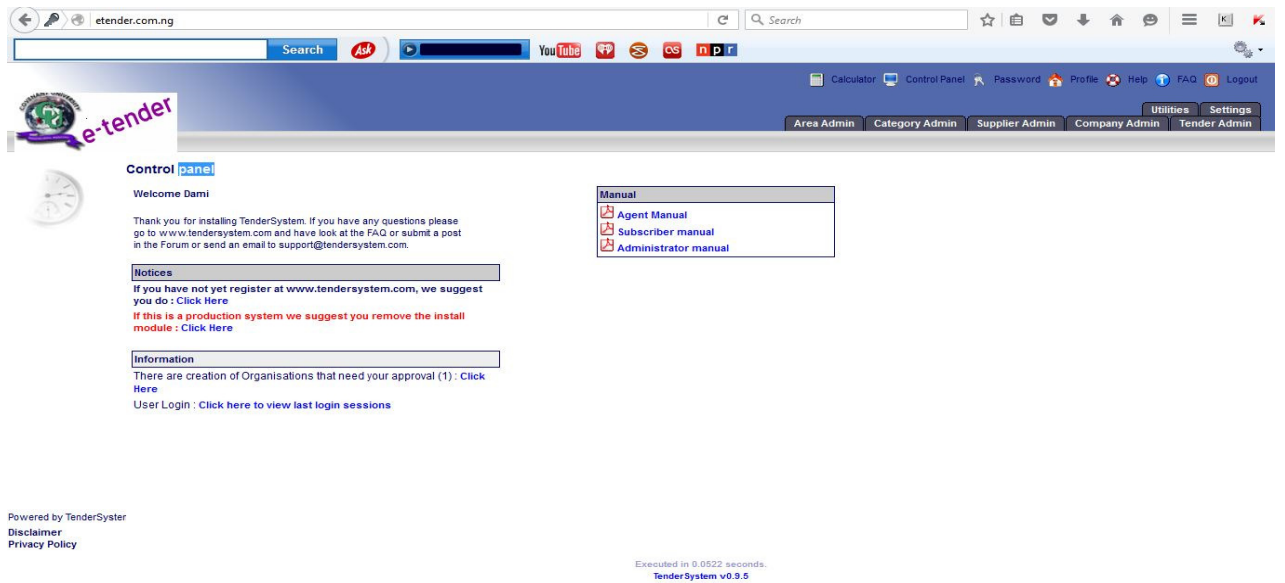 etender.com.ng
Search
Search
Ask
YouTube
os
npr
K
Calculator Control Panel Password Profile Help FAQ Logout
Utilities Settings
COVENANT UNIVERSITY
e-tender
Area Admin Category Admin Supplier Admin Company Admin Tender Admin
Control panel
Welcome Dami
Thank you for installing TenderSystem. If you have any questions please
go to www.tendersystem.com and have look at the FAQ or submit a post
in the Forum or send an email to support@tendersystem.com.
Notices
If you have not yet register at www.tendersystem.com, we suggest
you do : Click Here
If this is a production system we suggest you remove the install
module : Click Here
Information
There are creation of Organisations that need your approval (1) : Click
Here
User Login : Click here to view last login sessions
Manual
Agent Manual
Subscriber manual
Administrator manual
Powered by TenderSyster
Disclaimer
Privacy Policy
Executed in 0.0522 seconds.
TenderSystem v0.9.5